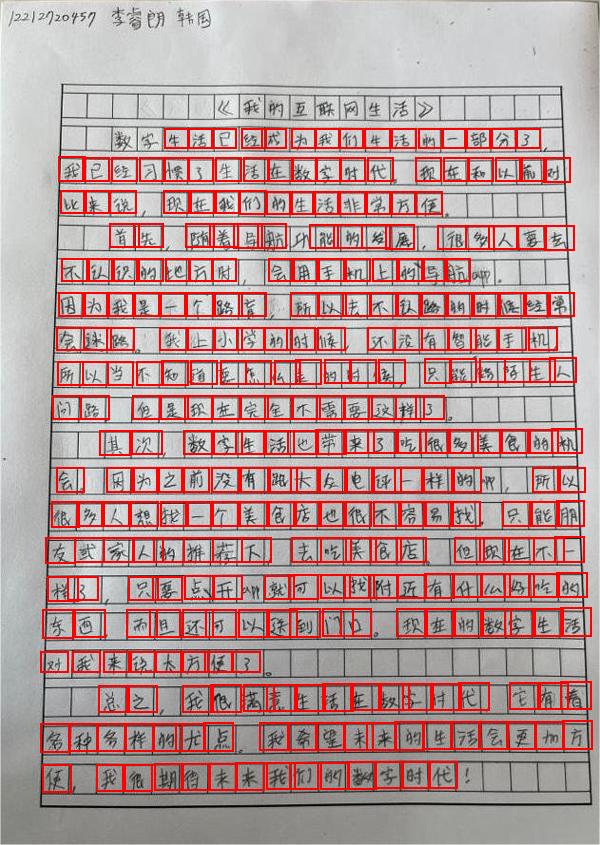 12212720457 李睿朗 韩国
《我的互联网生活》
数字生活已经成为我们生活的一部分了,
我已经习惯了生活在数字时代。现在和以前对
比来说,现在我们的生活非常方便。
首先,随着导航功能的发展,很多人要去
不认识的地方时,会用手机上的导航app。
因为我是一个路盲,所以去不认路的时候经常
会迷路。我上小学的时候,还没有智能手机
所以当不知道要怎么走的时候,只能跟陌生人
问路,但是现在完全不需要这样了。
其次,数字生活也带来了吃很多美食的机
会。因为之前没有跟大众电评一样的app,所以
很多人想找一个美食店也很不容易找。只能朋
友或家人的推荐下,去吃美食店。但现在不一
样了,只要点开app就可以找附近有什么好吃的
东西,而且还可以送到门口。现在的数字生活
对我来说太方便了。
总之,我很满意生活在数字时代,它有着
各种多样的优点。我希望未来的生活会更加方
便,我很期待未来我们的数字时代!